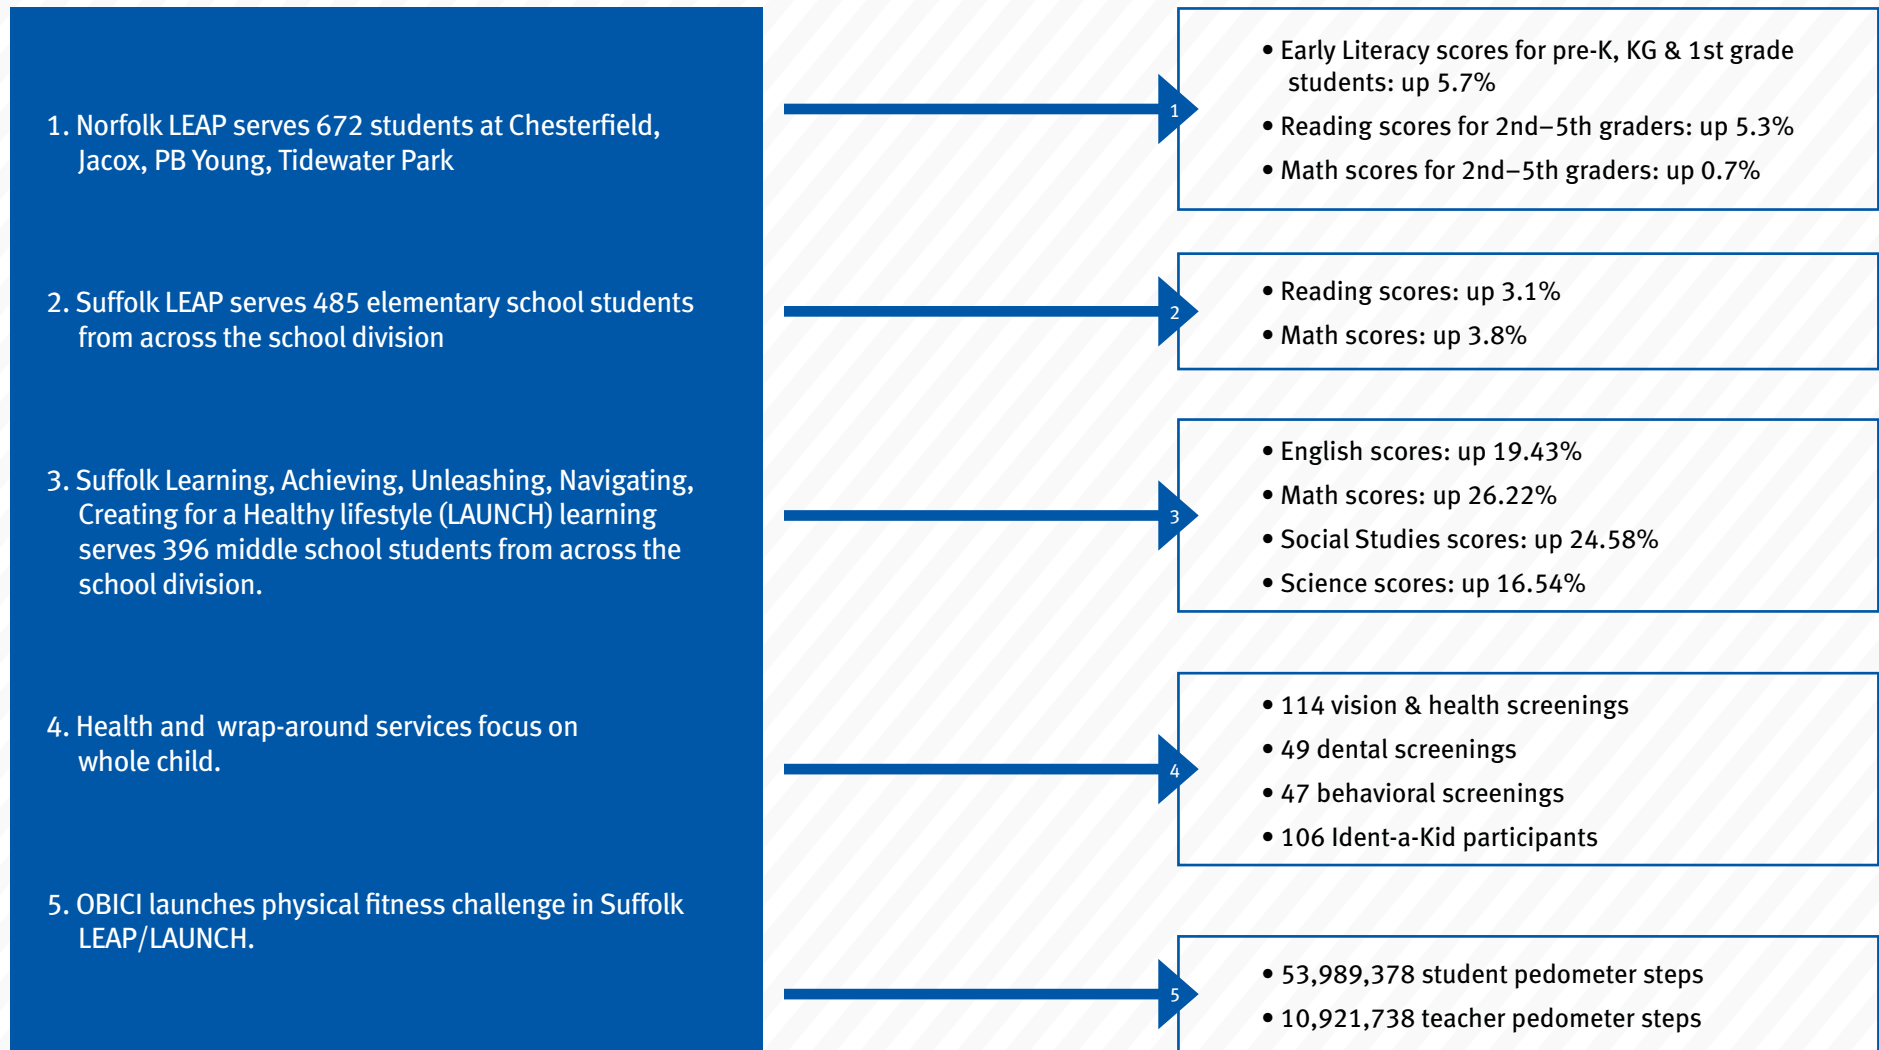 1. Norfolk LEAP serves 672 students at Chesterfield,
Jacox, PB Young, Tidewater Park
1
• Early Literacy scores for pre-K, KG & 1st grade
students: up 5.7%
• Reading scores for 2nd–5th graders: up 5.3%
• Math scores for 2nd–5th graders: up 0.7%
2. Suffolk LEAP serves 485 elementary school students
from across the school division
2
• Reading scores: up 3.1%
• Math scores: up 3.8%
3. Suffolk Learning, Achieving, Unleashing, Navigating,
Creating for a Healthy lifestyle (LAUNCH) learning
serves 396 middle school students from across the
school division.
3
• English scores: up 19.43%
• Math scores: up 26.22%
• Social Studies scores: up 24.58%
• Science scores: up 16.54%
4. Health and  wrap-around services focus on
whole child.
4
• 114 vision & health screenings
• 49 dental screenings
• 47 behavioral screenings
• 106 Ident-a-Kid participants
5. OBICI launches physical fitness challenge in Suffolk
LEAP/LAUNCH.
5
• 53,989,378 student pedometer steps
• 10,921,738 teacher pedometer steps